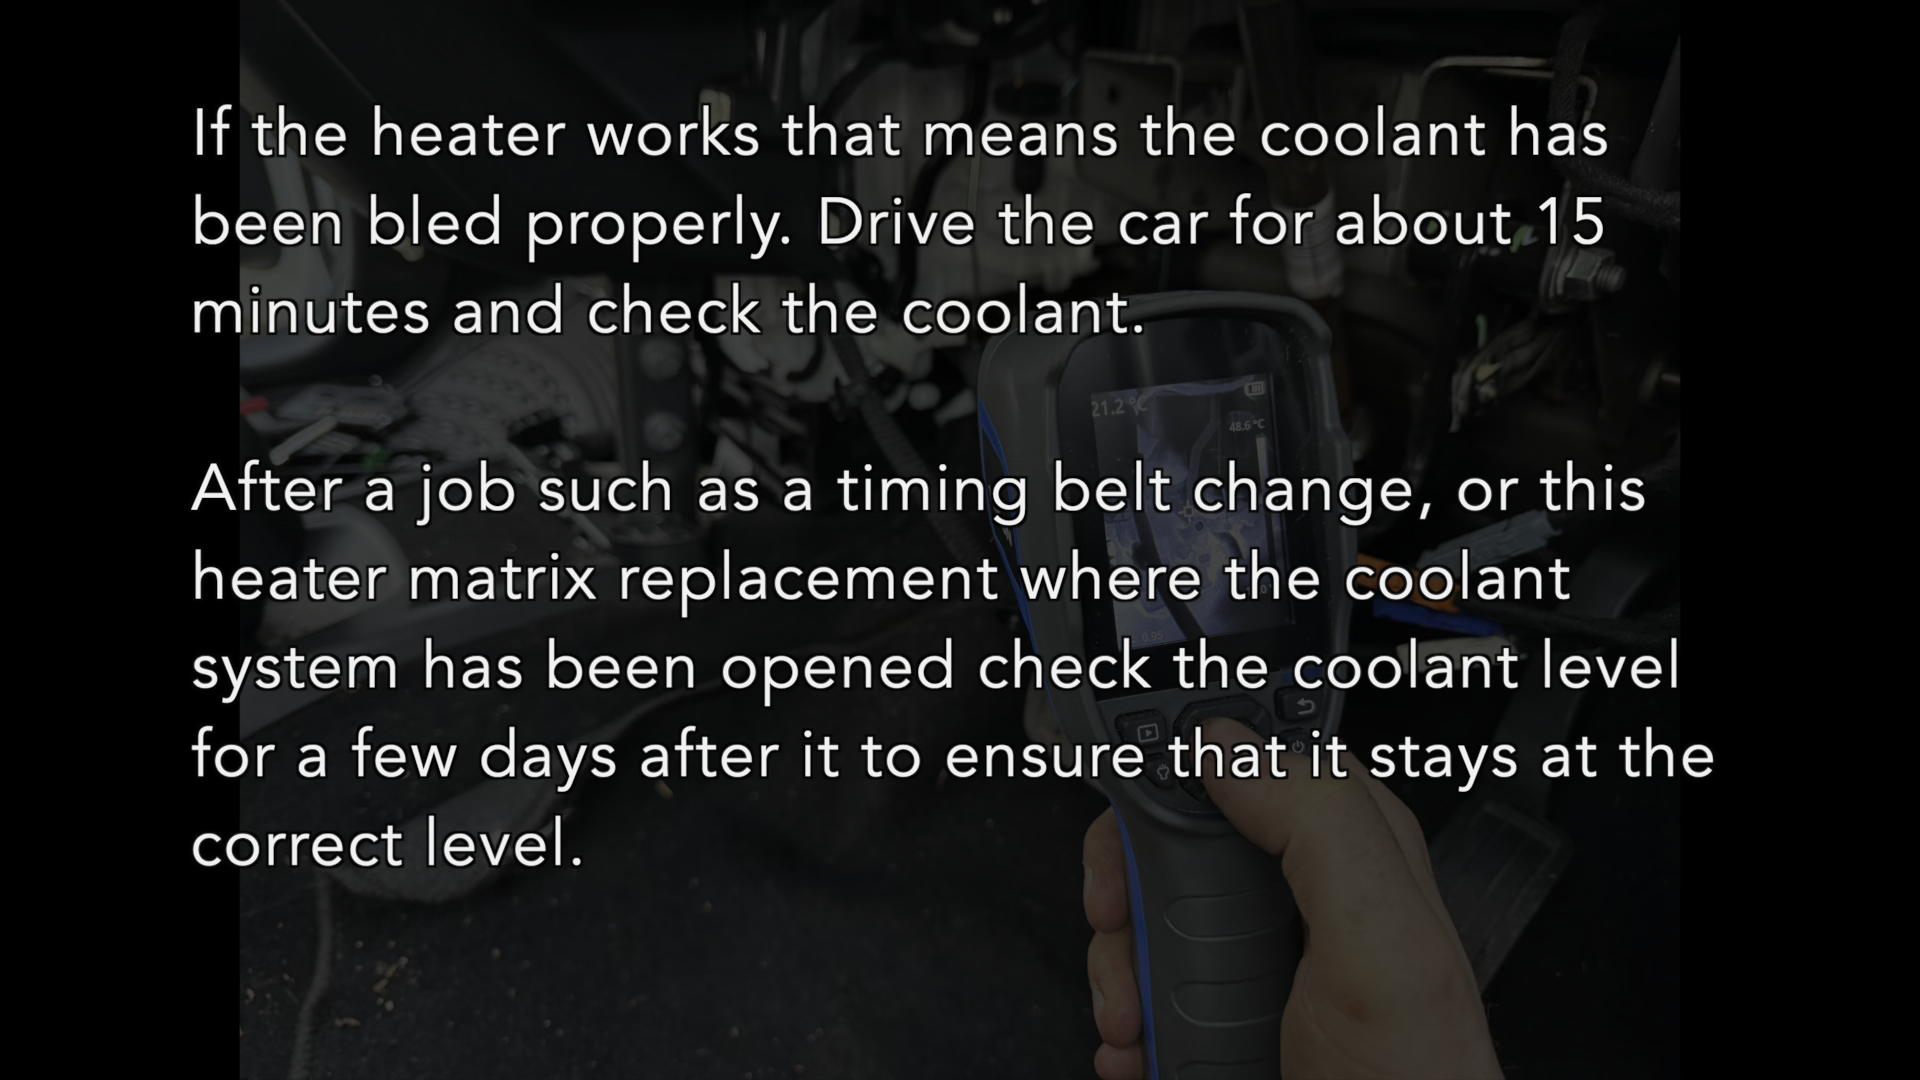 If the heater works that means the coolant has
been bled properly. Drive the car for about 15
minutes and check the coolant.
After a job such as a timing belt change, or this
heater matrix replacement where the coolant
system has been opened check the coolant level
for a few days after it to ensure that it stays at the
correct level.
21.2 °C
48.6 °C
0.95